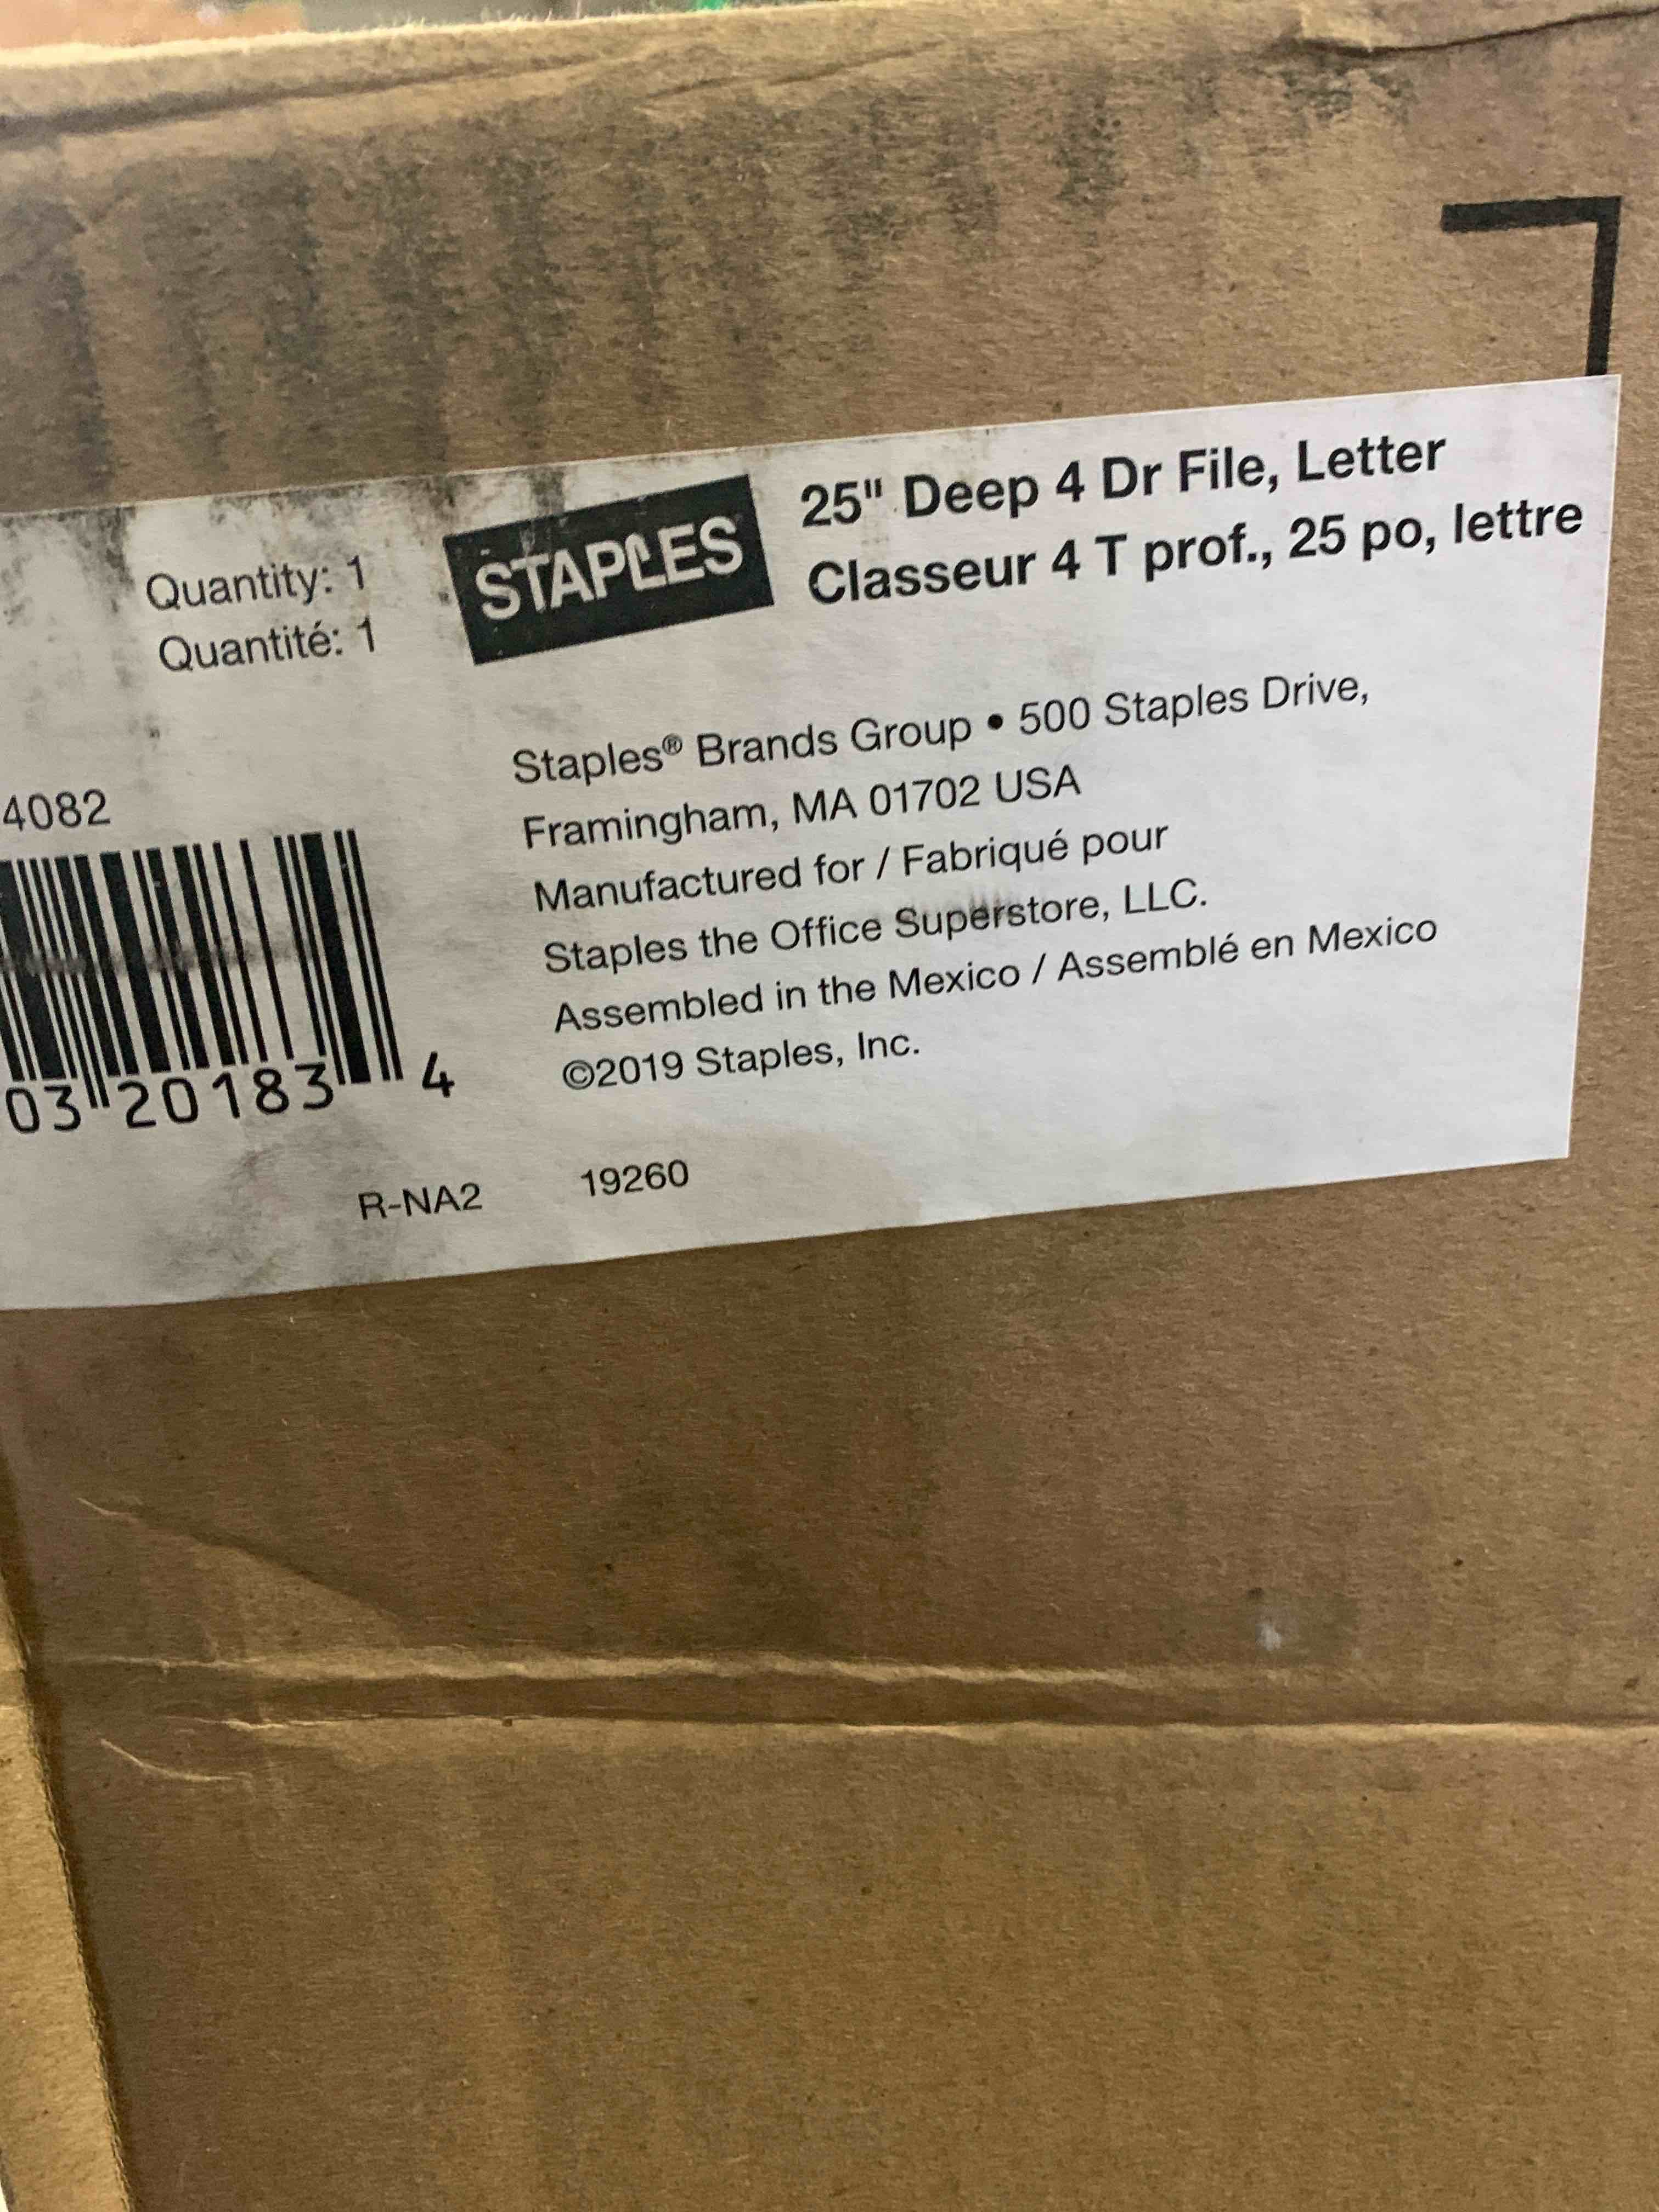 Quantity: 1
Quantité: 1
STAPLES
25" Deep 4 Dr File, Letter
Classeur 4 T prof., 25 po, lettre
Staples® Brands Group • 500 Staples Drive,
Framingham, MA 01702 USA
Manufactured for / Fabriqué pour
Staples the Office Superstore, LLC.
Assembled in the Mexico / Assemblé en Mexico
©2019 Staples, Inc.
4082
03 20183 4
R-NA2 19260